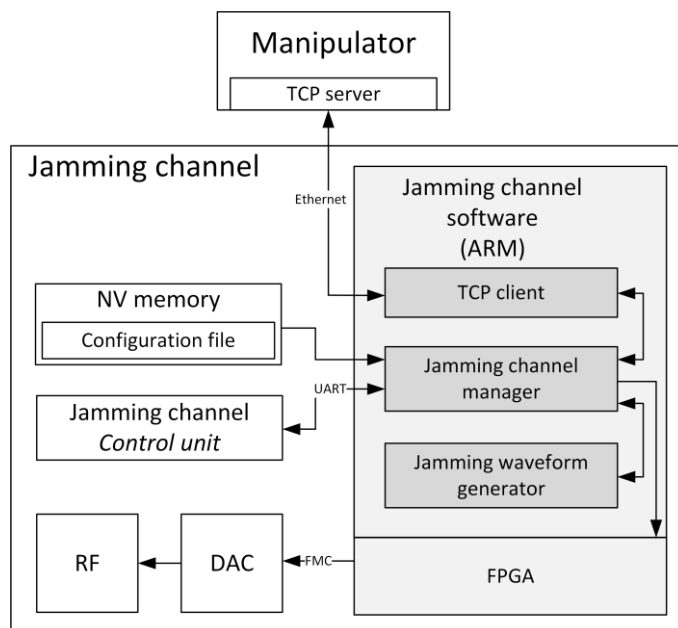 Manipulator
TCP server
Jamming channel
Ethernet
Jamming channel
software
(ARM)
TCP client
NV memory
Configuration file
Jamming channel
manager
UART
Jamming channel
Control unit
Jamming waveform
generator
RF
DAC
FMC
FPGA